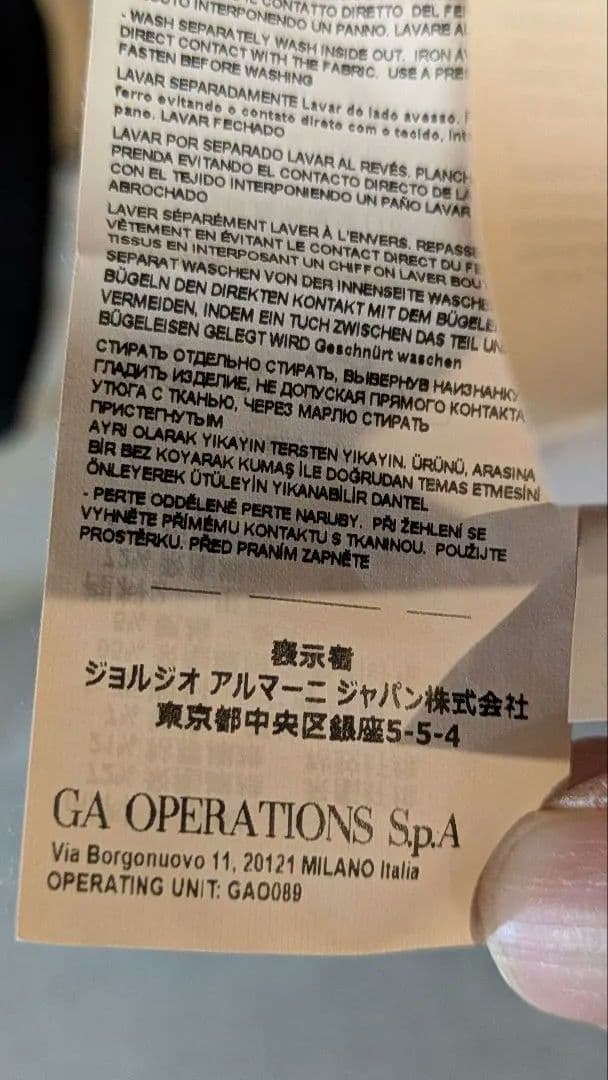 CONTATTO DIRETTO DEL
INTERPONENDO UN PANNO. LAVARE
- WASH SEPARATELY WASH INSIDE OUT. IRON
DIRECT CONTACT WITH THE FABRIC. USE A
FASTEN BEFORE WASHING
LAVAR SEPARADAMENTE Lavar do lado avesso.
ferro evitando o contato direto com o tecido,
pano. LAVAR FECHADO
LAVAR POR SEPARADO LAVAR AL REVÉS.
PRENDA EVITANDO EL CONTACTO DIRECTO DE
CON EL TEJIDO INTERPONIENDO UN PAÑO LAVAR
ABROCHADO
LAVER SÉPARÉMENT LAVER À L'ENVERS.
VÊTEMENT EN ÉVITANT LE CONTACT DIRECT DU
TISSUS EN INTERPOSANT UN CHIFFON LAVER
SEPARAT WASCHEN VON DER INNENSEITE
BÜGELN DEN DIREKTEN KONTAKT MIT DEM
VERMEIDEN, INDEM EIN TUCH ZWISCHEN DAS TEIL
BÜGELEISEN GELEGT WIRD Geschnürt waschen
СТИРАТЬ ОТДЕЛЬНО СТИРАТЬ, ВЫВЕРНУВ НАИЗНАНКУ
ГЛАДИТЬ ИЗДЕЛИЕ, НЕ ДОПУСКАЯ ПРЯМОГО КОНТАКТА
УТЮГА С ТКАНЬЮ, ЧЕРЕЗ МАРЛЮ СТИРАТЬ
ПРИСТЕГНУТЫМ
AYRI OLARAK YIKAYIN TERSTEN YIKAYIN. ÜRÜNÜ, ARASINA
BİR BEZ KOYARAK KUMAŞ İLE DOĞRUDAN TEMAS ETMESİNİ
ÖNLEYEREK ÜTÜLEYİN YIKANABİLİR DANTEL
- PERTE ODDĚLENĚ PERTE NARUBY. PŘI ŽEHLENÍ SE
VYHNĚTE PŘÍMÉMU KONTAKTU S TKANINOU. POUŽIJTE
PROSTĚRKU. PŘED PRANÍM ZAPNĚTE
表示者
ジョルジオ アルマーニ ジャパン株式会社
東京都中央区銀座5-5-4
GA OPERATIONS S.p.A
Via Borgonuovo 11, 20121 MILANO Italia
OPERATING UNIT: GAO089